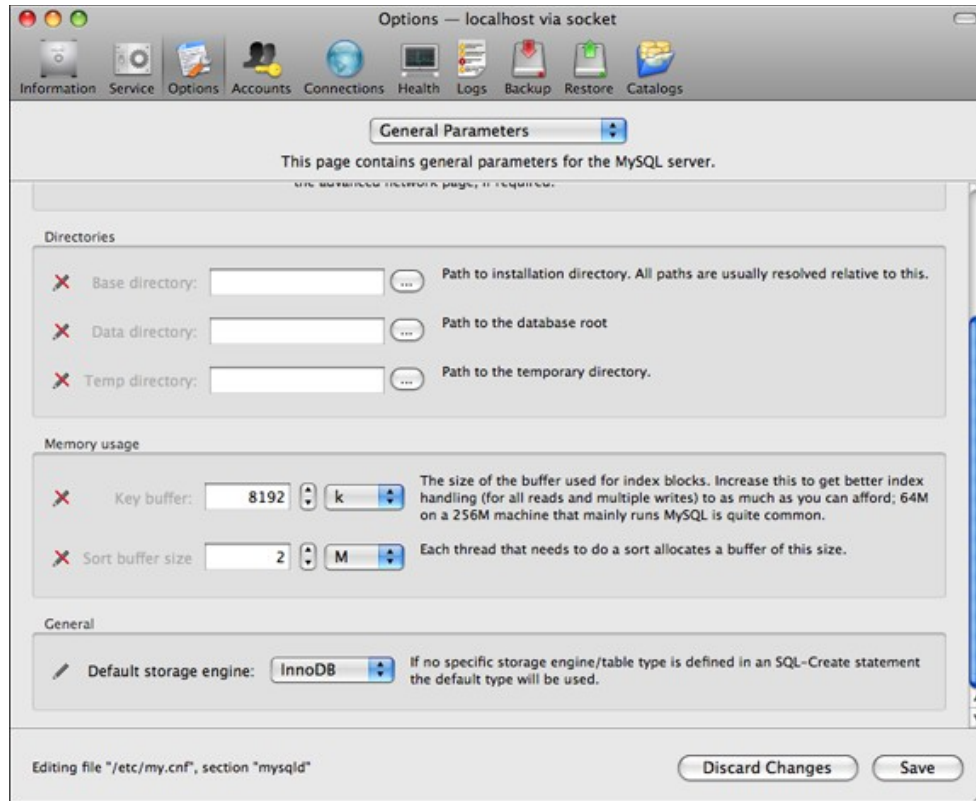 Options — localhost via socket
Information Service Options Accounts Connections Health Logs Backup Restore Catalogs
General Parameters
This page contains general parameters for the MySQL server.
the advanced network page, if required.
Directories
Base directory: ... Path to installation directory. All paths are usually resolved relative to this.
Data directory: ... Path to the database root
Temp directory: ... Path to the temporary directory.
Memory usage
Key buffer: 8192 k
The size of the buffer used for index blocks. Increase this to get better index
handling (for all reads and multiple writes) to as much as you can afford; 64M
on a 256M machine that mainly runs MySQL is quite common.
Sort buffer size 2 M Each thread that needs to do a sort allocates a buffer of this size.
General
Default storage engine: InnoDB
If no specific storage engine/table type is defined in an SQL-Create statement
the default type will be used.
Editing file "/etc/my.cnf", section "mysqld" Discard Changes Save